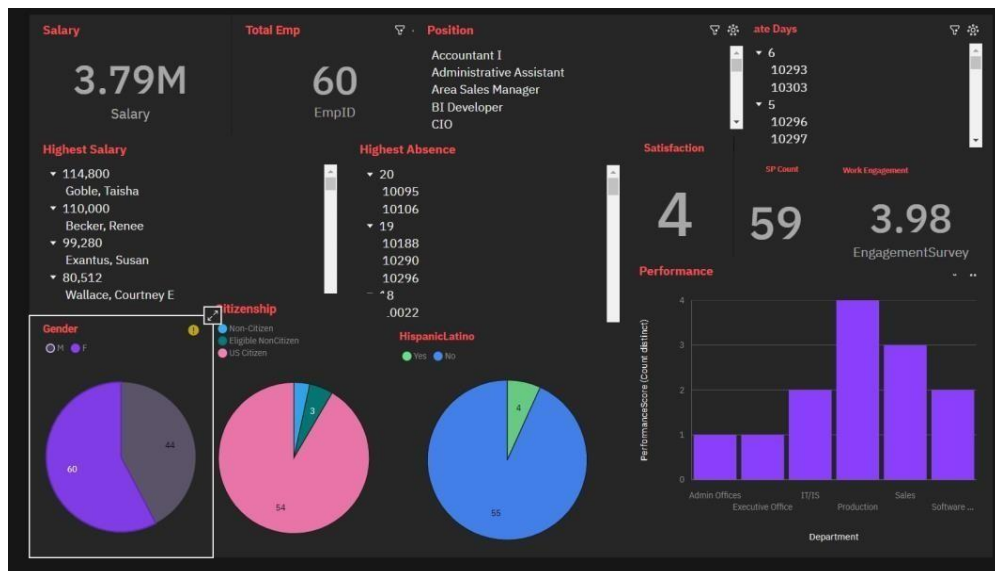 Salary
3.79M
Salary
Total Emp
60
EmpID
Position
Accountant I
Administrative Assistant
Area Sales Manager
BI Developer
CIO
ate Days
6
10293
10303
5
10296
10297
Highest Salary
114,800
Goble, Taisha
110,000
Becker, Renee
99,280
Exantus, Susan
80,512
Wallace, Courtney E
Highest Absence
20
10095
10106
19
10188
10290
10296
8
.0022
Satisfaction
4
SP Count
59
Work Engagement
3.98
EngagementSurvey
Gender
M F
44
60
Citizenship
Non-Citizen
Eligible NonCitizen
US Citizen
3
54
HispanicLatino
Yes No
4
55
Performance
PerformanceScore (Count distinct)
4
3
2
1
0
Admin Offices
Executive Office
IT/IS
Production
Sales
Software ...
Department